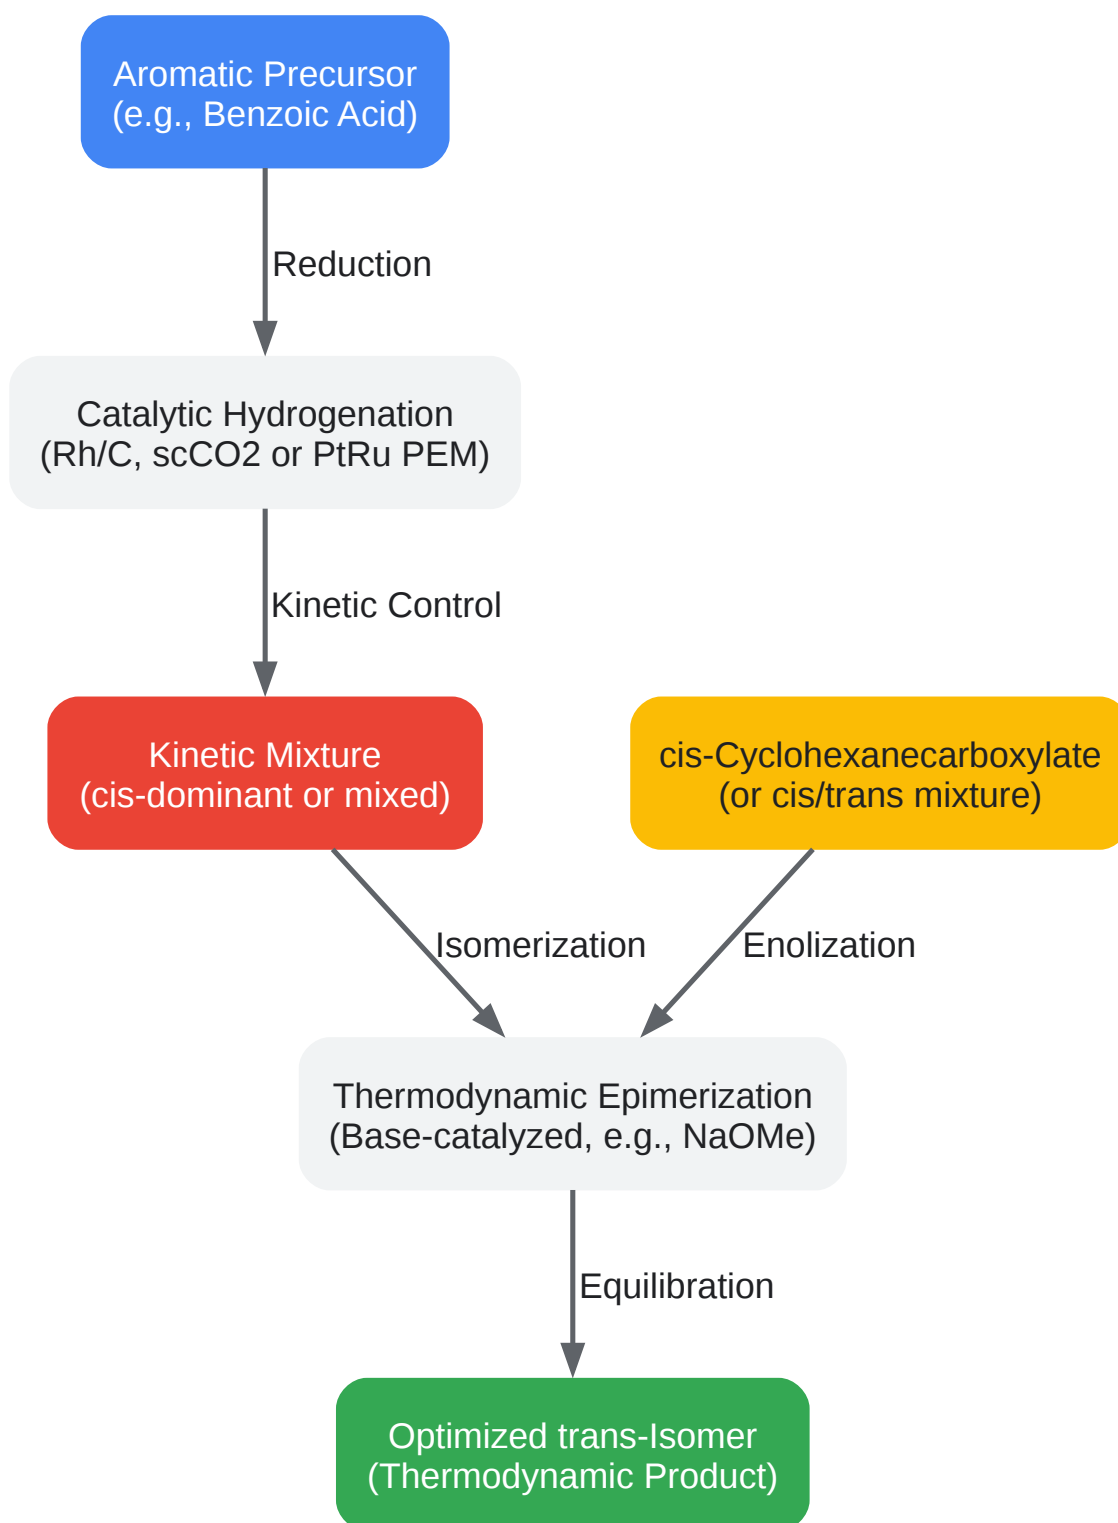 Aromatic Precursor
(e.g., Benzoic Acid)
Reduction
Catalytic Hydrogenation
(Rh/C, scCO2 or PtRu PEM)
Kinetic Control
Kinetic Mixture
(cis-dominant or mixed)
cis-Cyclohexanecarboxylate
(or cis/trans mixture)
Isomerization
Enolization
Thermodynamic Epimerization
(Base-catalyzed, e.g., NaOMe)
Equilibration
Optimized trans-Isomer
(Thermodynamic Product)